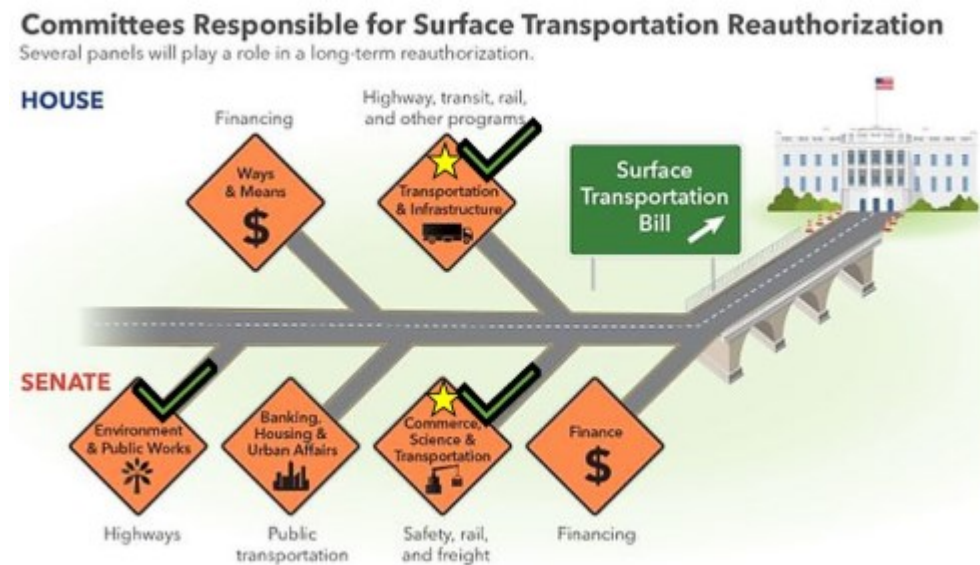 Committees Responsible for Surface Transportation Reauthorization
Several panels will play a role in a long-term reauthorization.
HOUSE
Financing
Highway, transit, rail,
and other programs
Ways
& Means
$
Transportation
& Infrastructure
Surface
Transportation
Bill
SENATE
Environment
& Public Works
Banking,
Housing &
Urban Affairs
Commerce,
Science &
Transportation
Finance
$
Highways
Public
transportation
Safety, rail,
and freight
Financing